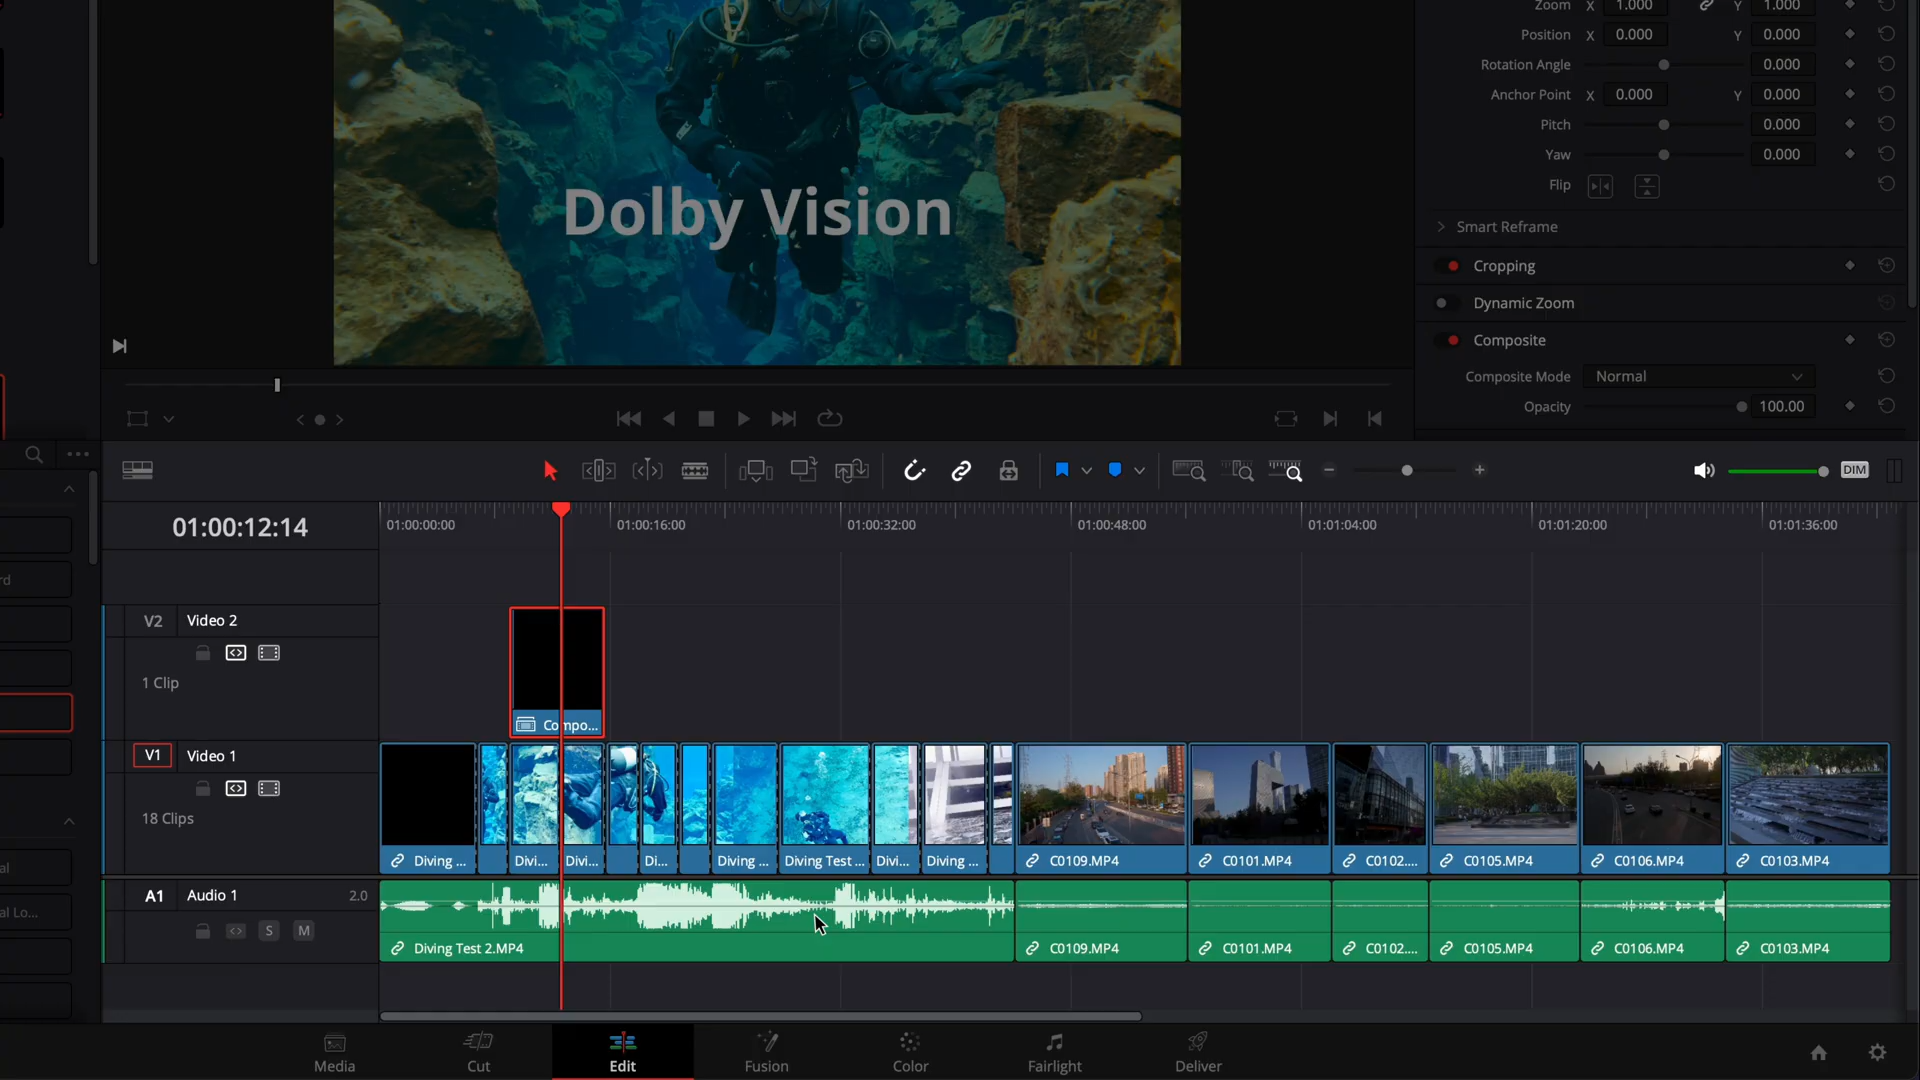 Zoom X 1.000 Y 1.000
Position X 0.000 Y 0.000
Rotation Angle 0.000
Anchor Point X 0.000 Y 0.000
Pitch 0.000
Yaw 0.000
Flip
Smart Reframe
Cropping
Dynamic Zoom
Composite
Composite Mode Normal
Opacity 100.00
Dolby Vision
DIM
01:00:12:14
01:00:00:00 01:00:16:00 01:00:32:00 01:00:48:00 01:01:04:00 01:01:20:00 01:01:36:00
rd
V2 Video 2
1 Clip
Compo...
V1 Video 1
18 Clips
Diving ... Divi... Divi... Di... Diving ... Diving Test ... Divi... Diving ... C0109.MP4 C0101.MP4 C0102.... C0105.MP4 C0106.MP4 C0103.MP4
al
al Lo...
A1 Audio 1 2.0
S M
Diving Test 2.MP4 C0109.MP4 C0101.MP4 C0102.... C0105.MP4 C0106.MP4 C0103.MP4
Media Cut Edit Fusion Color Fairlight Deliver